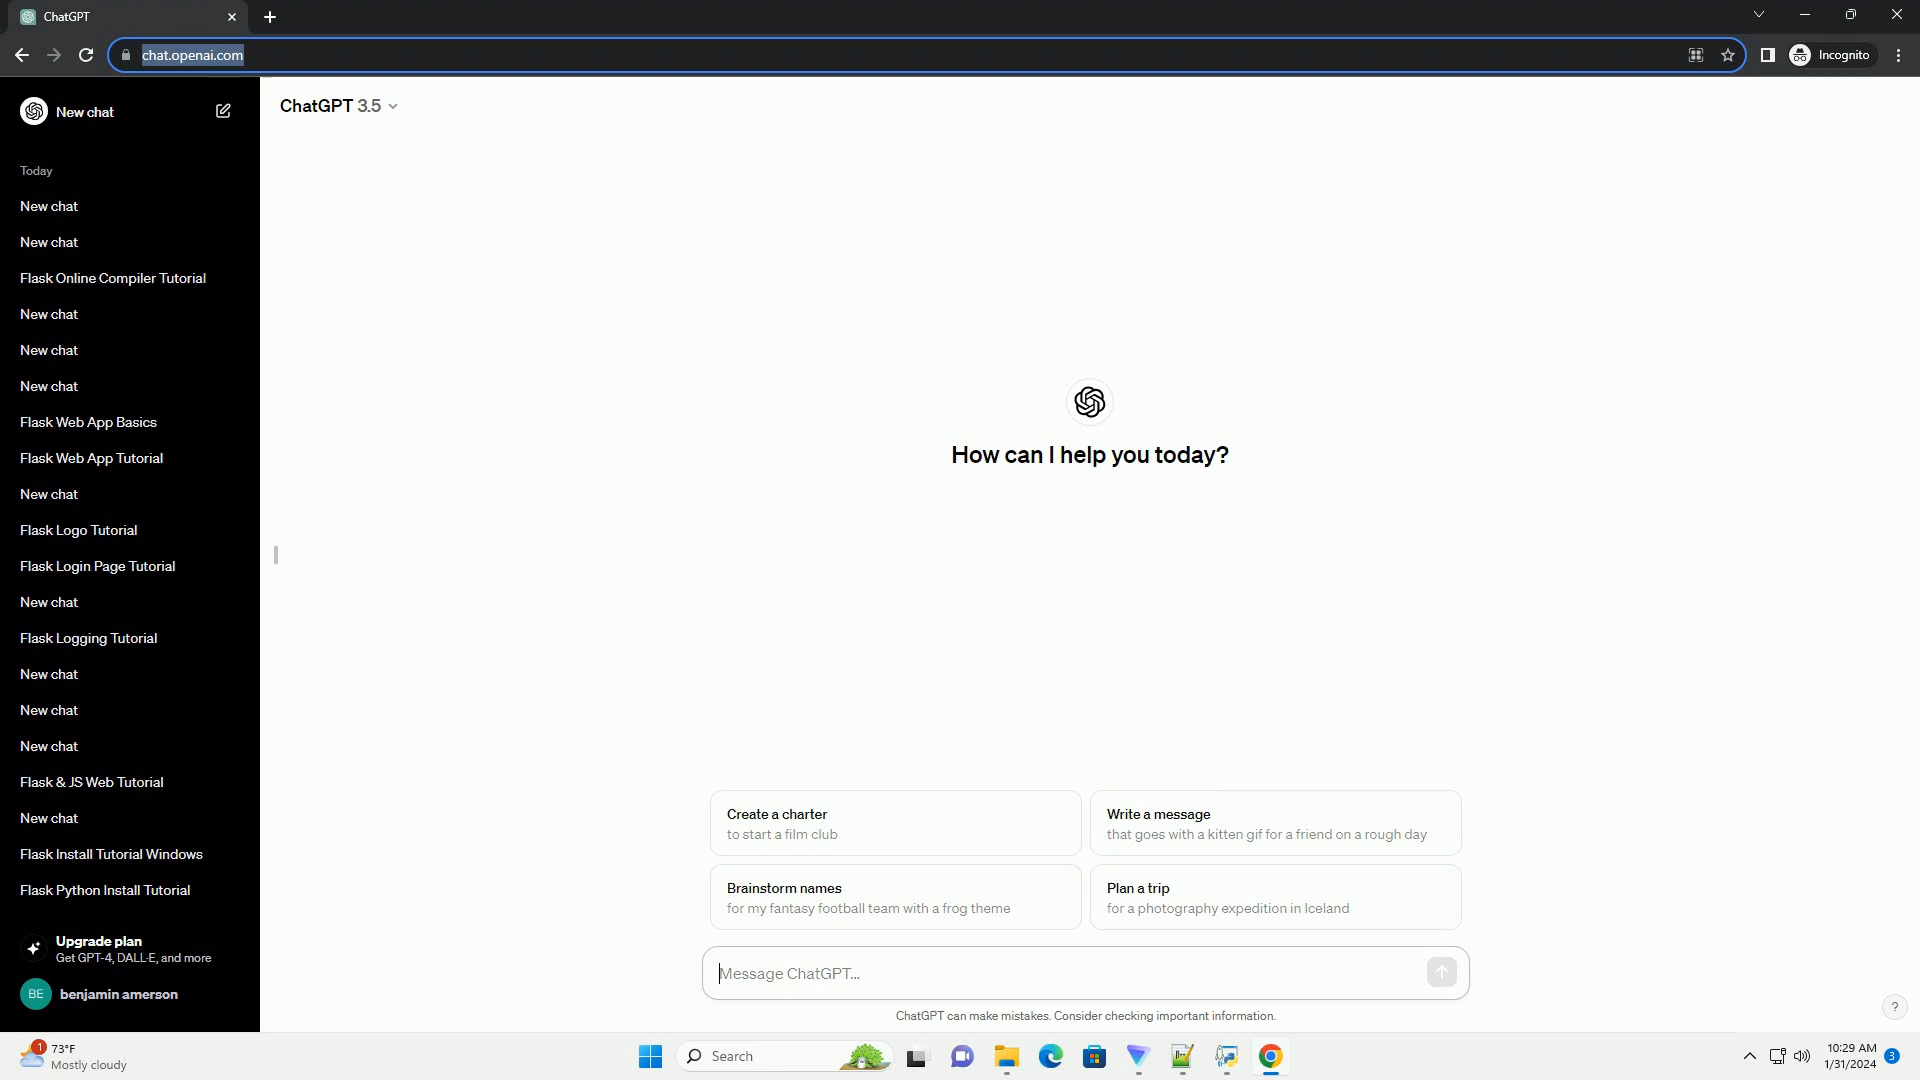 ChatGPT
chat.openai.com
Incognito
New chat
ChatGPT 3.5
Today
New chat
New chat
Flask Online Compiler Tutorial
New chat
New chat
New chat
Flask Web App Basics
Flask Web App Tutorial
New chat
Flask Logo Tutorial
Flask Login Page Tutorial
New chat
Flask Logging Tutorial
New chat
New chat
New chat
Flask & JS Web Tutorial
New chat
Flask Install Tutorial Windows
Flask Python Install Tutorial
Upgrade plan
Get GPT-4, DALL·E, and more
BE
benjamin amerson
How can I help you today?
Create a charter
to start a film club
Write a message
that goes with a kitten gif for a friend on a rough day
Brainstorm names
for my fantasy football team with a frog theme
Plan a trip
for a photography expedition in Iceland
Message ChatGPT...
ChatGPT can make mistakes. Consider checking important information.
?
1
73°F
Mostly cloudy
Search
10:29 AM
1/31/2024
3